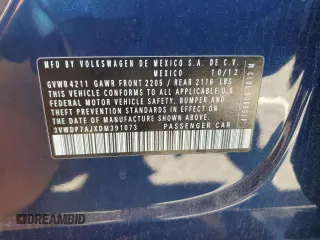 MFD BY VOLKSWAGEN DE MEXICO S.A. DE C.V.
MEXICO 10/12
GVWR 4211 GAWR FRONT 2205 / REAR 2116 LBS
THIS VEHICLE CONFORMS TO ALL APPLICABLE U.S.
FEDERAL MOTOR VEHICLE SAFETY, BUMPER AND
THEFT PREVENTION STANDARDS IN EFFECT ON THE
DATE OF MANUFACTURE SHOWN ABOVE.
3VWDP7AJXDM391073 PASSENGER CAR
DREAMBID